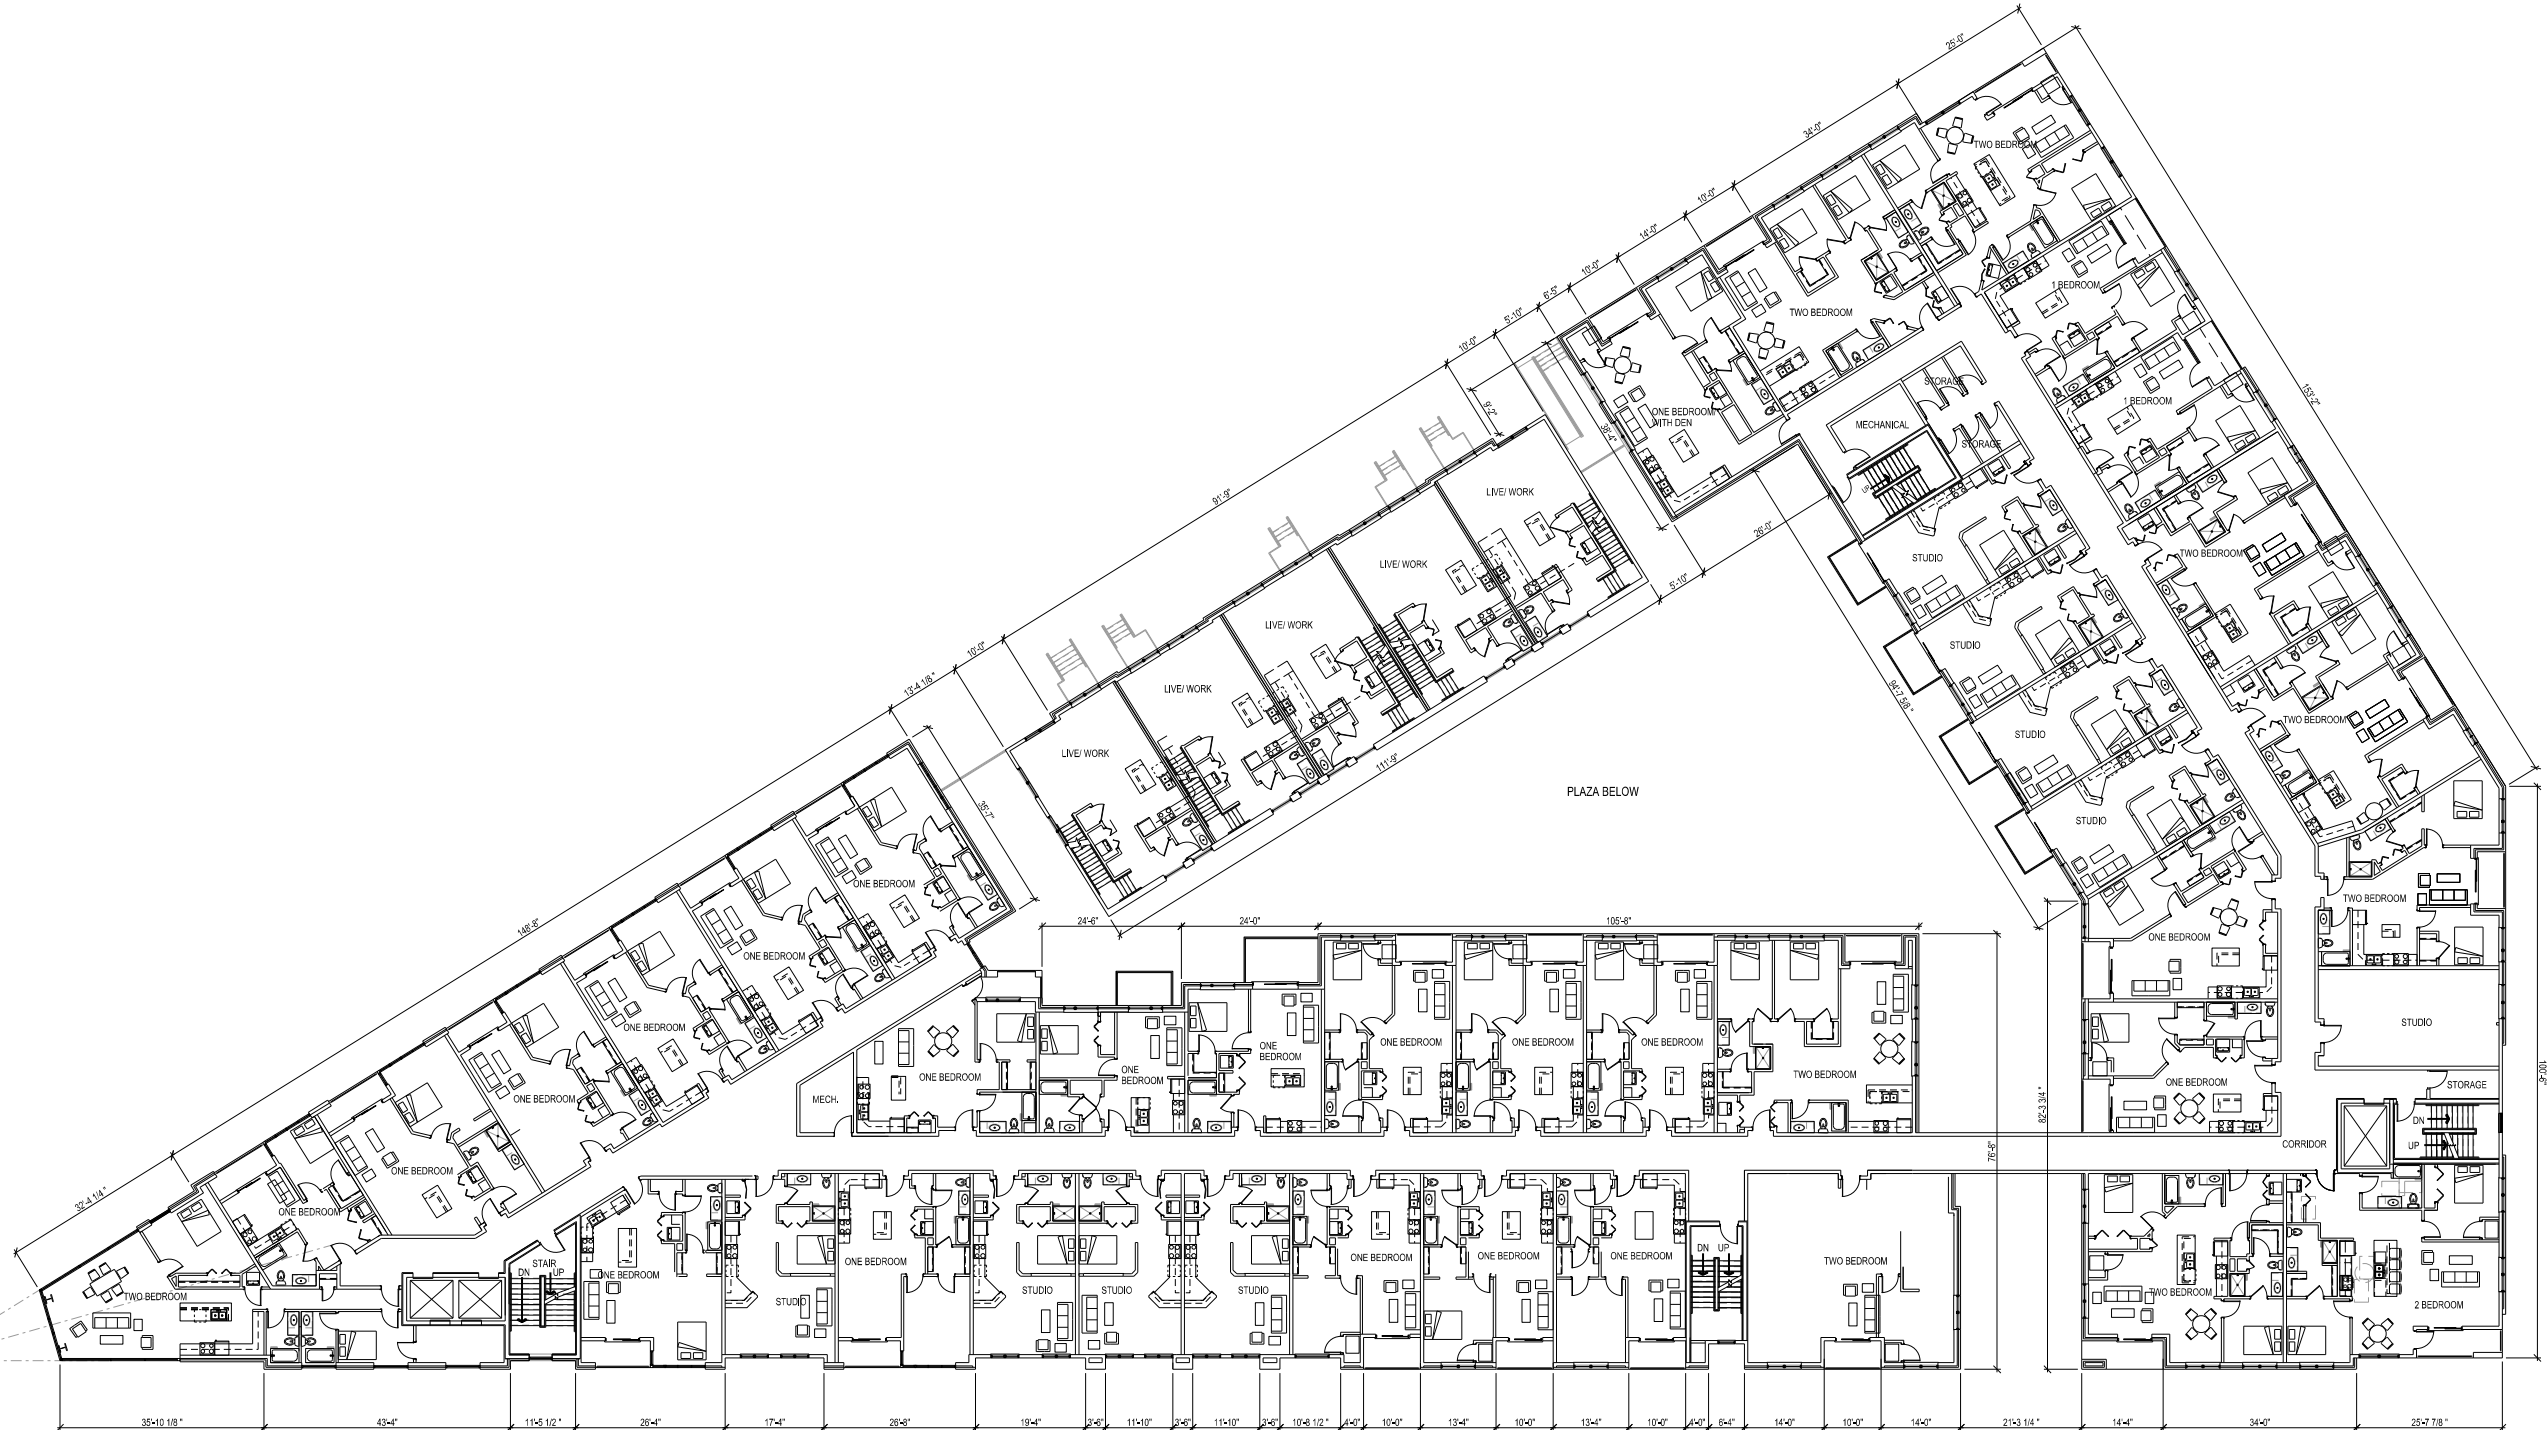 25'-0"
34'-0"
10'-0"
14'-0"
10'-0"
6'-5"
5'-10"
10'-0"
9'-2"
38'-4"
91'-9"
10'-0"
13'-4 1/8 "
148'-8"
35'-7"
32'-4 1/4 "
111'-9"
5'-10"
26'-0"
94'-7 5/8 "
153'-2"
100'-6"
82'-3 3/4 "
76'-8"
TWO BEDROOM
1 BEDROOM
TWO BEDROOM
1 BEDROOM
STORAGE
ONE BEDROOM
WITH DEN
MECHANICAL
STORAGE
UP
LIVE/ WORK
LIVE/ WORK
LIVE/ WORK
LIVE/ WORK
LIVE/ WORK
STUDIO
STUDIO
STUDIO
STUDIO
TWO BEDROOM
TWO BEDROOM
TWO BEDROOM
PLAZA BELOW
ONE BEDROOM
ONE BEDROOM
ONE BEDROOM
ONE BEDROOM
ONE BEDROOM
ONE BEDROOM
TWO BEDROOM
24'-6"
24'-0"
105'-8"
MECH.
ONE BEDROOM
ONE
BEDROOM
ONE
BEDROOM
ONE BEDROOM
ONE BEDROOM
ONE BEDROOM
TWO BEDROOM
ONE BEDROOM
ONE BEDROOM
STUDIO
STORAGE
DN
UP
CORRIDOR
STAIR
DN
UP
ONE BEDROOM
STUDIO
ONE BEDROOM
STUDIO
STUDIO
STUDIO
ONE BEDROOM
ONE BEDROOM
ONE BEDROOM
DN
UP
TWO BEDROOM
TWO BEDROOM
2 BEDROOM
35'-10 1/8 "
43'-4"
11'-5 1/2 "
26'-4"
17'-4"
26'-8"
19'-4"
3'-6"
11'-10"
3'-6"
11'-10"
3'-6"
10'-8 1/2 "
4'-0"
10'-0"
13'-4"
10'-0"
13'-4"
10'-0"
4'-0"
6'-4"
14'-0"
10'-0"
14'-0"
21'-3 1/4 "
14'-4"
34'-0"
25'-7 7/8 "